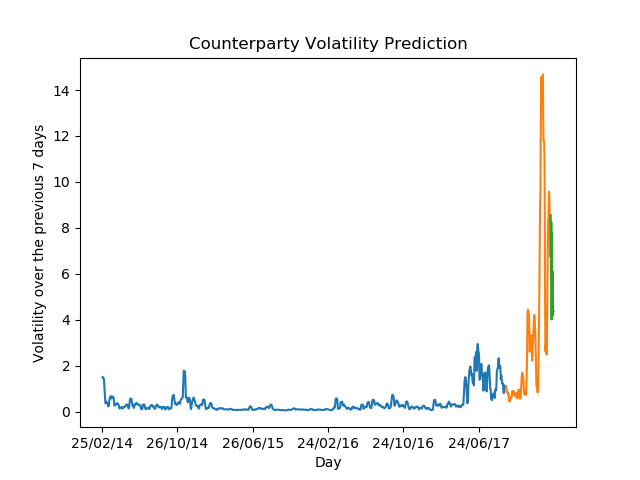 Counterparty Volatility Prediction
Volatility over the previous 7 days
14
12
10
8
6
4
2
0
25/02/14 26/10/14 26/06/15 24/02/16 24/10/16 24/06/17
Day